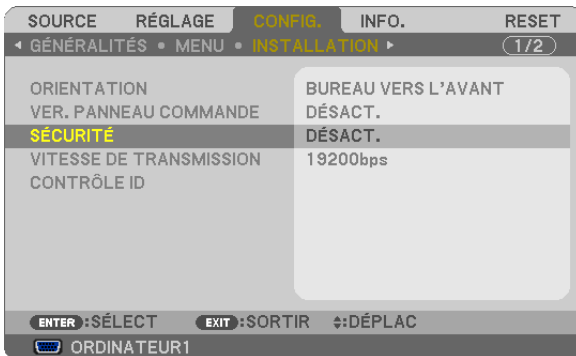 SOURCE RÉGLAGE CONFIG. INFO. RESET
GÉNÉRALITÉS • MENU • INSTALLATION 1/2
ORIENTATION BUREAU VERS L'AVANT
VER. PANNEAU COMMANDE DÉSACT.
SÉCURITÉ DÉSACT.
VITESSE DE TRANSMISSION 19200bps
CONTRÔLE ID
ENTER :SÉLECT EXIT :SORTIR :DÉPLAC
ORDINATEUR1